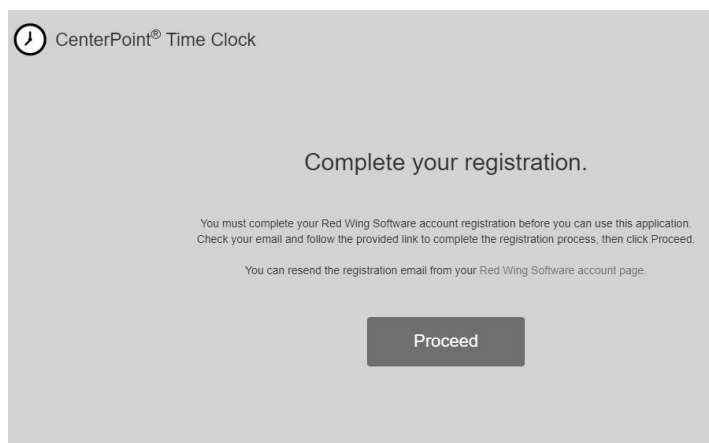 CenterPoint® Time Clock
Complete your registration.
You must complete your Red Wing Software account registration before you can use this application.
Check your email and follow the provided link to complete the registration process, then click Proceed.
You can resend the registration email from your Red Wing Software account page.
Proceed